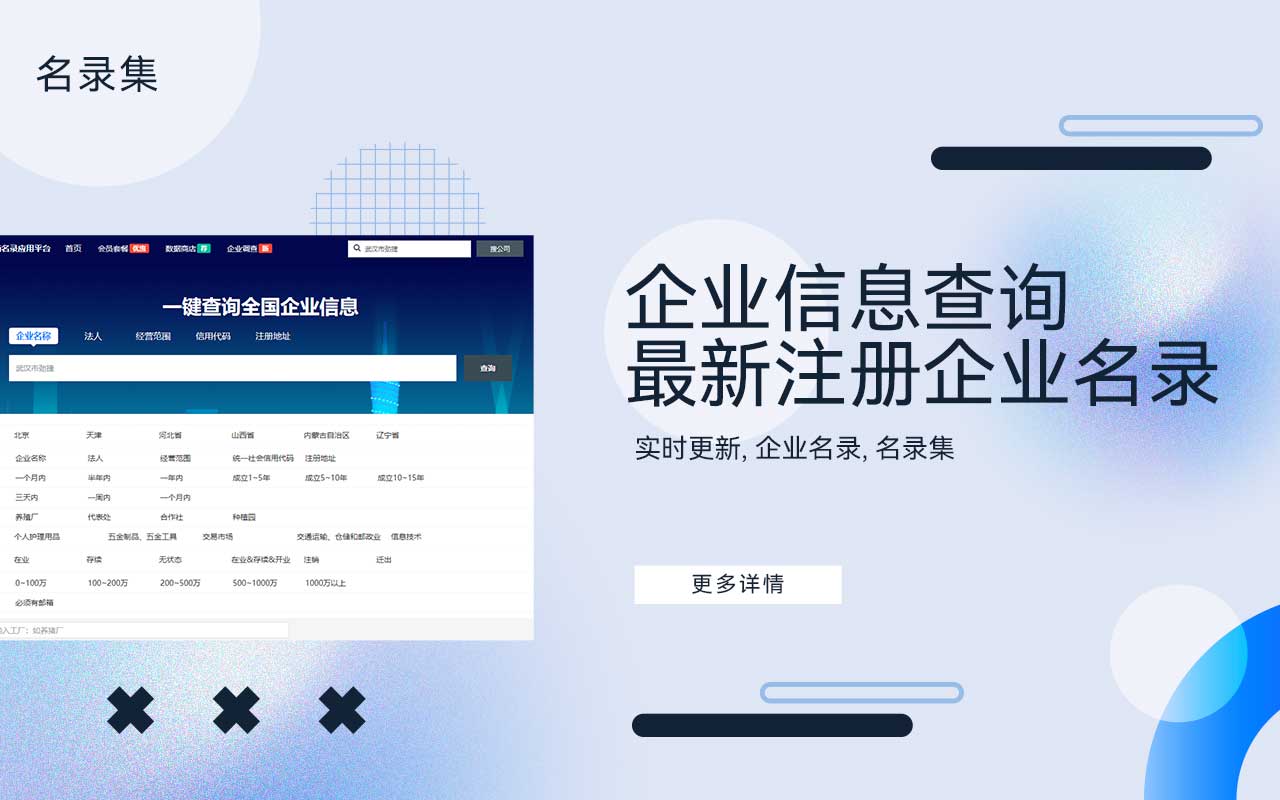 名录集
名录应用平台 首页 会员套餐 优惠 数据商店 荐 企业调查 新 武汉市劲捷 搜公司
一键查询全国企业信息
企业名称 法人 经营范围 信用代码 注册地址
武汉市劲捷 查询
北京 天津 河北省 山西省 内蒙古自治区 辽宁省
企业名称 法人 经营范围 统一社会信用代码 注册地址
一个月内 半年内 一年内 成立1~5年 成立5~10年 成立10~15年
三天内 一周内 一个月内
养殖厂 代表处 合作社 种植园
个人护理用品 五金制品、五金工具 交易市场 交通运输、仓储和邮政业 信息技术
在业 存续 无状态 在业&存续&开业 注销 迁出
0~100万 100~200万 200~500万 500~1000万 1000万以上
必须有邮箱
入工厂：如养殖厂
企业信息查询
最新注册企业名录
实时更新, 企业名录, 名录集
更多详情